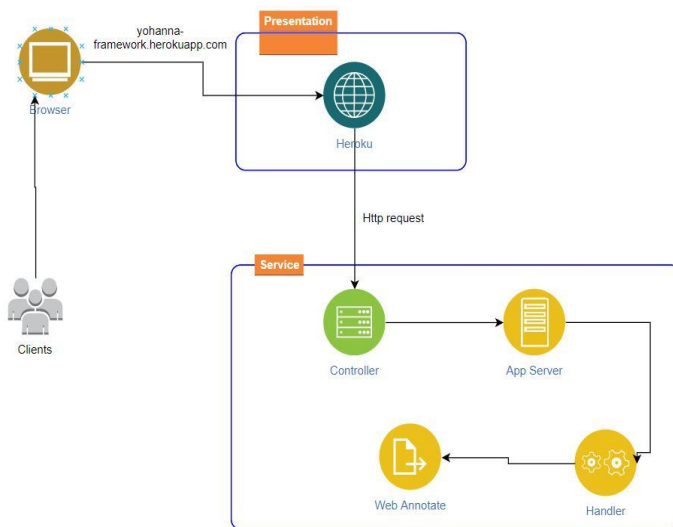 yohanna-
framework.herokuapp.com
Presentation
Browser
Heroku
Http request
Service
Clients
Controller
App Server
Web Annotate
Handler